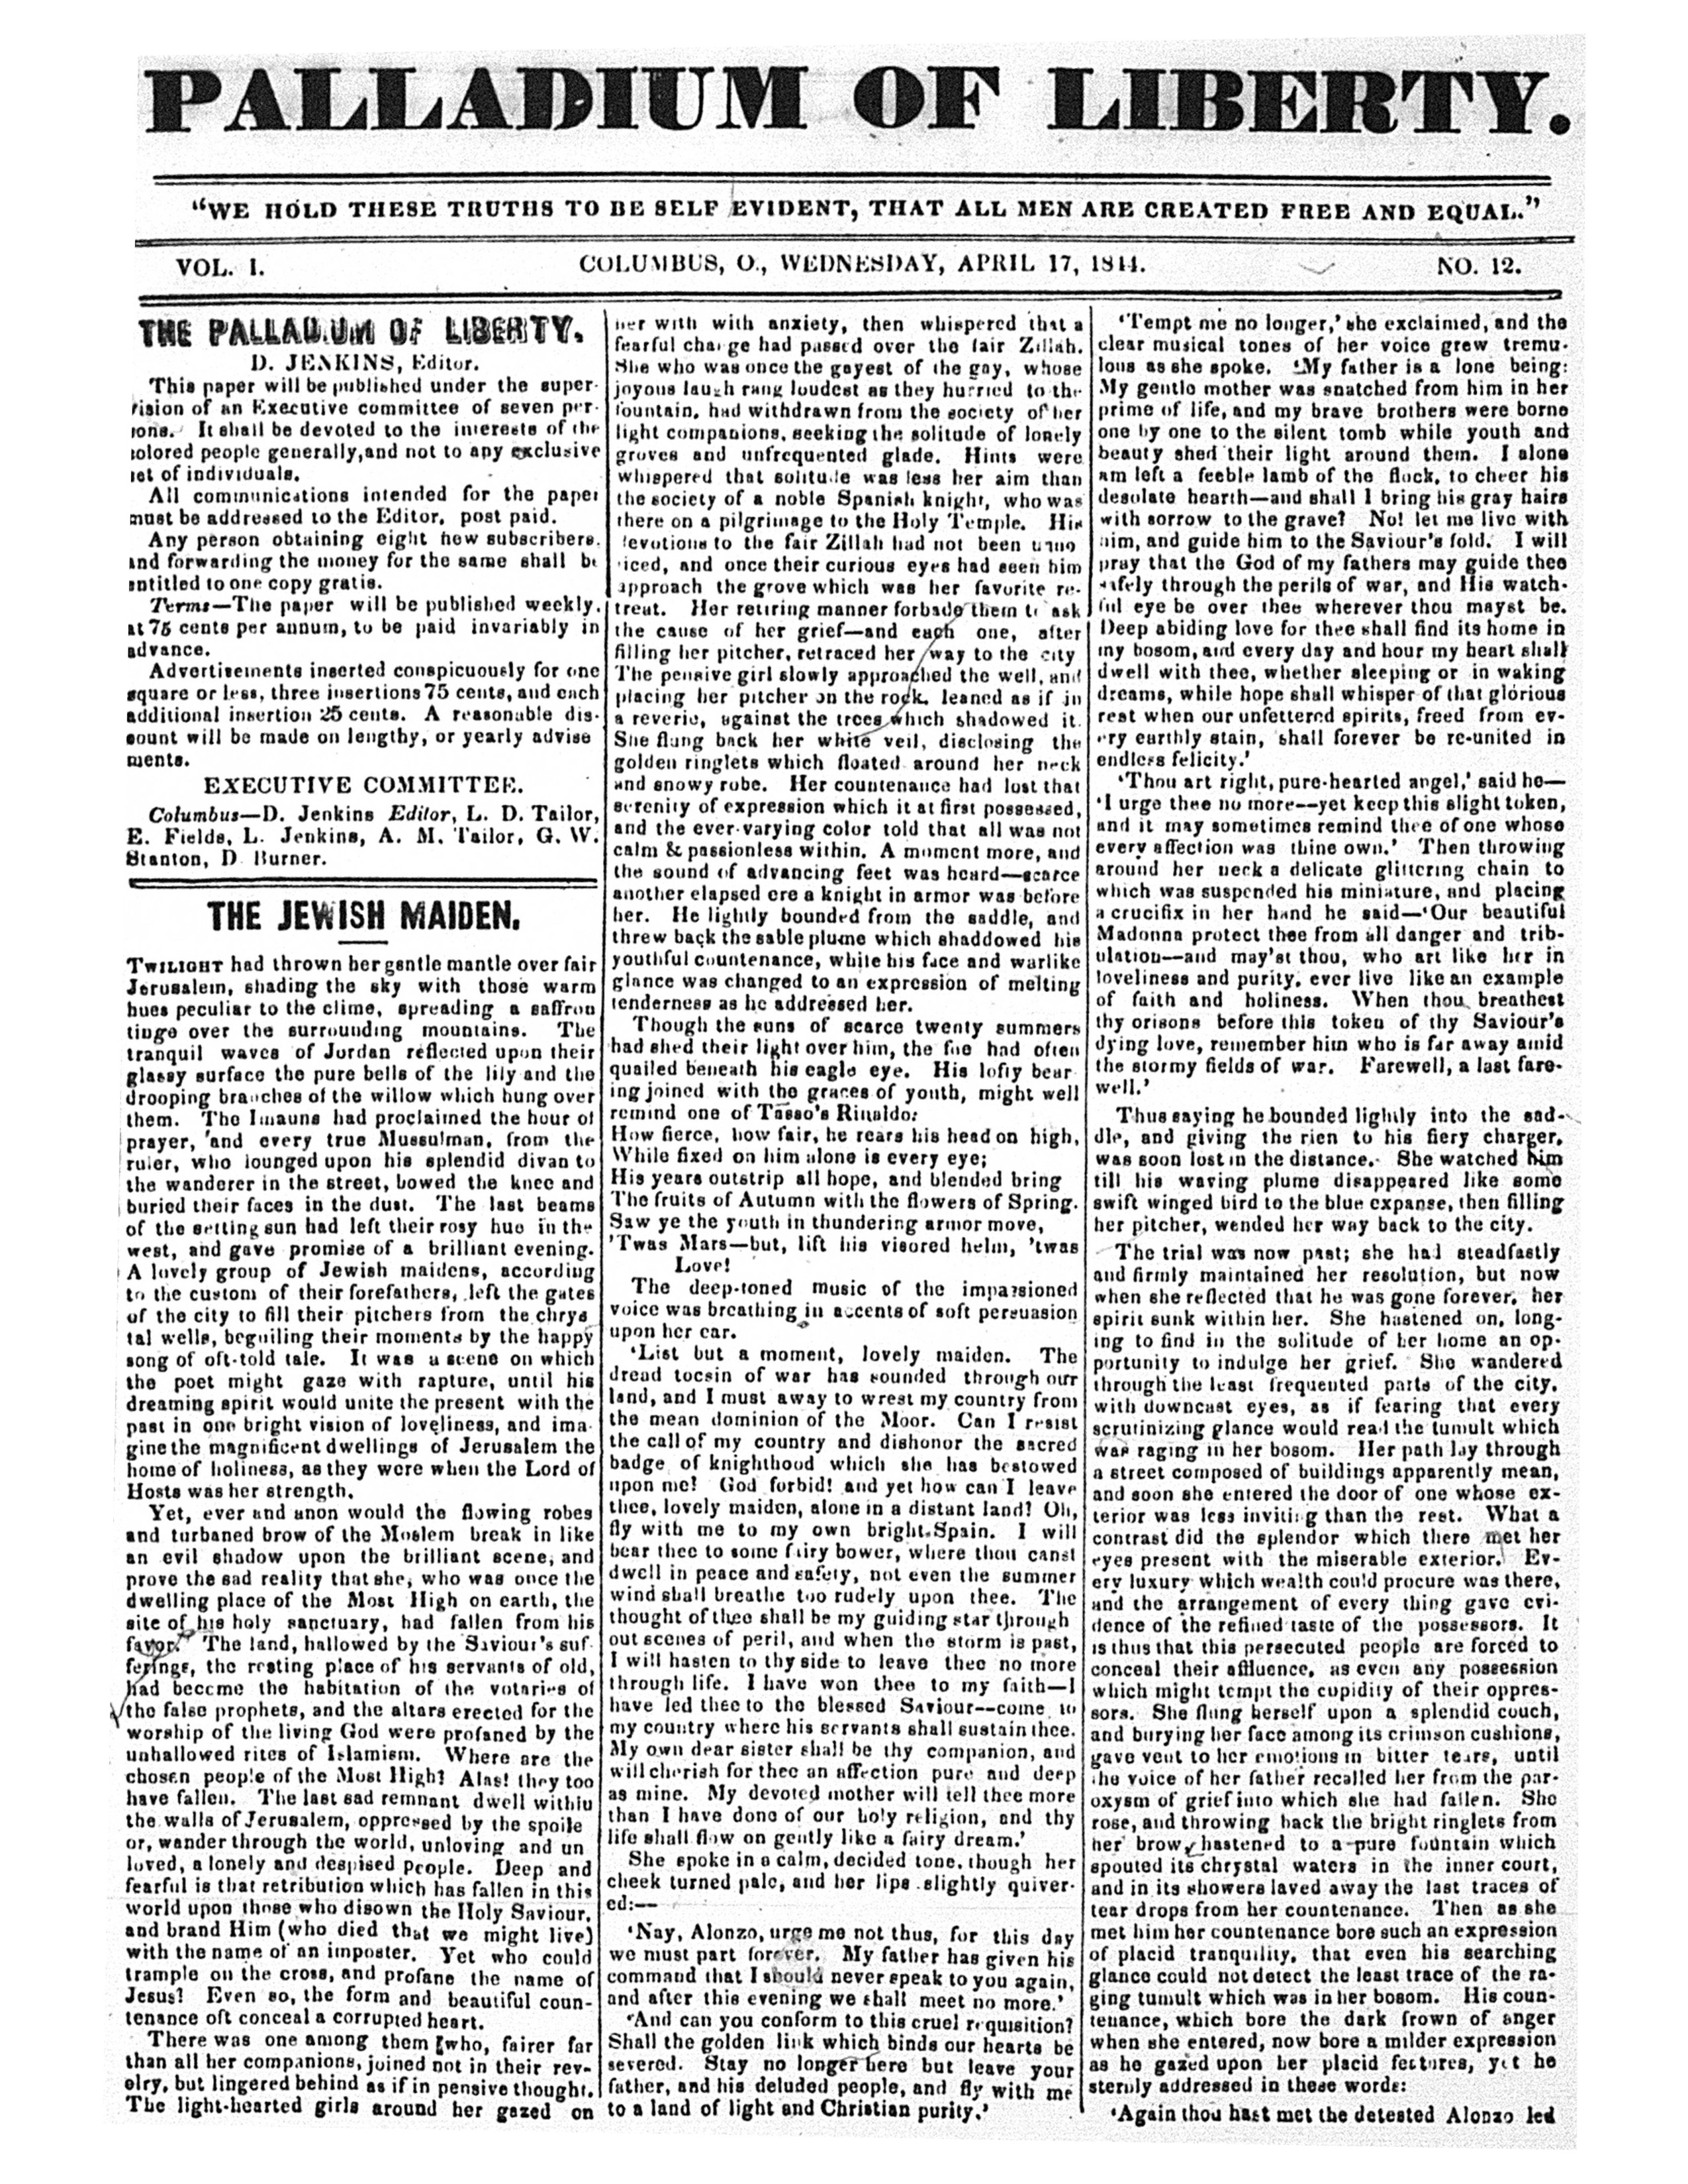 PALLADIUM OF LIBERTY.
"WE HOLD THESE TRUTHS TO BE SELF EVIDENT, THAT ALL MEN ARE CREATED FREE AND EQUAL."
VOL. I.
COLUMBUS, O., WEDNESDAY, APRIL 17, 1844.
NO. 12.
THE PALLADIUM OF LIBERTY.
D. JENKINS, Editor.
This paper will be published under the super-
vision of an Executive committee of seven per-
sons. It shall be devoted to the interests of the
colored people generally, and not to any exclusive
set of individuals.
All communications intended for the paper
must be addressed to the Editor, post paid.
Any person obtaining eight new subscribers,
and forwarding the money for the same shall be
entitled to one copy gratis.
Terms—The paper will be published weekly,
at 75 cents per annum, to be paid invariably in
advance.
Advertisements inserted conspicuously for one
square or less, three insertions 75 cents, and each
additional insertion 25 cents. A reasonable dis-
count will be made on lengthy, or yearly advise
ments.
EXECUTIVE COMMITTEE.
Columbus—D. Jenkins Editor, L. D. Tailor,
E. Fields, L. Jenkins, A. M. Tailor, G. W.
Stanton, D. Burner.
THE JEWISH MAIDEN.
TWILIGHT had thrown her gentle mantle over fair
Jerusalem, shading the sky with those warm
hues peculiar to the clime, spreading a saffron
tinge over the surrounding mountains. The
tranquil waves of Jordan reflected upon their
glassy surface the pure bells of the lily and the
drooping branches of the willow which hung over
them. The Imauns had proclaimed the hour of
prayer, and every true Mussulman, from the
ruler, who lounged upon his splendid divan to
the wanderer in the street, bowed the knee and
buried their faces in the dust. The last beams
of the setting sun had left their rosy hue in the
west, and gave promise of a brilliant evening.
A lovely group of Jewish maidens, according
to the custom of their forefathers, left the gates
of the city to fill their pitchers from the chrys
tal wells, beguiling their moments by the happy
song of oft-told tale. It was a scene on which
the poet might gaze with rapture, until his
dreaming spirit would unite the present with the
past in one bright vision of loveliness, and ima
gine the magnificent dwellings of Jerusalem the
home of holiness, as they were when the Lord of
Hosts was her strength.
Yet, ever and anon would the flowing robes
and turbaned brow of the Moslem break in like
an evil shadow upon the brilliant scene, and
prove the sad reality that she, who was once the
dwelling place of the Most High on earth, the
site of his holy sanctuary, had fallen from his
favor. The land, hallowed by the Saviour's suf
ferings, the resting place of his servants of old,
had become the habitation of the votaries of
the false prophets, and the altars erected for the
worship of the living God were profaned by the
unhallowed rites of Islamism. Where are the
chosen people of the Most High? Alas! they too
have fallen. The last sad remnant dwell within
the walls of Jerusalem, oppressed by the spoile
or, wander through the world, unloving and un
loved, a lonely and despised people. Deep and
fearful is that retribution which has fallen in this
world upon those who disown the Holy Saviour,
and brand Him (who died that we might live)
with the name of an imposter. Yet who could
trample on the cross, and profane the name of
Jesus? Even so, the form and beautiful coun-
tenance oft conceal a corrupted heart.
There was one among them [who, fairer far
than all her companions, joined not in their rev-
elry, but lingered behind as if in pensive thought.
The light-hearted girls around her gazed on
her with with anxiety, then whispered that a
fearful charge had passed over the fair Zillah.
She who was once the gayest of the gay, whose
joyous laugh rang loudest as they hurried to the
fountain, had withdrawn from the society of her
light companions, seeking the solitude of lonely
groves and unfrequented glade. Hints were
whispered that solitude was less her aim than
the society of a noble Spanish knight, who was
there on a pilgrimage to the Holy Temple. His
devotions to the fair Zillah had not been unno
ticed, and once their curious eyes had seen him
approach the grove which was her favorite re-
treat. Her retiring manner forbade them to ask
the cause of her grief—and each one, after
filling her pitcher, retraced her way to the city
The pensive girl slowly approached the well, and
placing her pitcher on the rock, leaned as if in
a reverie, against the trees which shadowed it.
She flung back her white veil, disclosing the
golden ringlets which floated around her neck
and snowy robe. Her countenance had lost that
serenity of expression which it at first possessed,
and the ever-varying color told that all was not
calm & passionless within. A moment more, and
the sound of advancing feet was heard—scarce
another elapsed ere a knight in armor was before
her. He lightly bounded from the saddle, and
threw back the sable plume which shaddowed his
youthful countenance, while his face and warlike
glance was changed to an expression of melting
tenderness as he addressed her.
Though the suns of scarce twenty summers
had shed their light over him, the foe had often
quailed beneath his eagle eye. His lofty bear
ing joined with the graces of youth, might well
remind one of Tasso's Rinaldo:
How fierce, how fair, he rears his head on high,
While fixed on him alone is every eye;
His years outstrip all hope, and blended bring
The fruits of Autumn with the flowers of Spring.
Saw ye the youth in thundering armor move,
'Twas Mars—but, lift his visored helm, 'twas
Love!
The deep-toned music of the impassioned
voice was breathing in accents of soft persuasion
upon her ear.
'List but a moment, lovely maiden. The
dread tocsin of war has sounded through our
land, and I must away to wrest my country from
the mean dominion of the Moor. Can I resist
the call of my country and dishonor the sacred
badge of knighthood which she has bestowed
upon me? God forbid! and yet how can I leave
thee, lovely maiden, alone in a distant land? Oh,
fly with me to my own bright Spain. I will
bear thee to some fairy bower, where thou canst
dwell in peace and safety, not even the summer
wind shall breathe too rudely upon thee. The
thought of thee shall be my guiding star through
out scenes of peril, and when the storm is past,
I will hasten to thy side to leave thee no more
through life. I have won thee to my faith—I
have led thee to the blessed Saviour--come to
my country where his servants shall sustain thee.
My own dear sister shall be thy companion, and
will cherish for thee an affection pure and deep
as mine. My devoted mother will tell thee more
than I have done of our holy religion, and thy
life shall flow on gently like a fairy dream.'
She spoke in a calm, decided tone, though her
cheek turned pale, and her lips slightly quiver-
ed:—
'Nay, Alonzo, urge me not thus, for this day
we must part forever. My father has given his
command that I should never speak to you again,
and after this evening we shall meet no more.'
'And can you conform to this cruel requisition?
Shall the golden link which binds our hearts be
severed. Stay no longer here but leave your
father, and his deluded people, and fly with me
to a land of light and Christian purity.'
'Tempt me no longer,' she exclaimed, and the
clear musical tones of her voice grew tremu-
lous as she spoke. 'My father is a lone being:
My gentle mother was snatched from him in her
prime of life, and my brave brothers were borne
one by one to the silent tomb while youth and
beauty shed their light around them. I alone
am left a feeble lamb of the flock, to cheer his
desolate hearth—and shall I bring his gray hairs
with sorrow to the grave? No! let me live with
him, and guide him to the Saviour's fold. I will
pray that the God of my fathers may guide thee
safely through the perils of war, and His watch-
ful eye be over thee wherever thou mayst be.
Deep abiding love for thee shall find its home in
my bosom, and every day and hour my heart shall
dwell with thee, whether sleeping or in waking
dreams, while hope shall whisper of that glorious
rest when our unfettered spirits, freed from ev-
ery earthly stain, shall forever be re-united in
endless felicity.'
'Thou art right, pure-hearted angel,' said he—
'I urge thee no more--yet keep this slight token,
and it may sometimes remind thee of one whose
every affection was thine own.' Then throwing
around her neck a delicate glittering chain to
which was suspended his miniature, and placing
a crucifix in her hand he said—'Our beautiful
Madonna protect thee from all danger and trib-
ulation—and may'st thou, who art like her in
loveliness and purity, ever live like an example
of faith and holiness. When thou breathest
thy orisons before this token of thy Saviour's
dying love, remember him who is far away amid
the stormy fields of war. Farewell, a last fare-
well.'
Thus saying he bounded lightly into the sad-
dle, and giving the rien to his fiery charger,
was soon lost in the distance. She watched him
till his waving plume disappeared like some
swift winged bird to the blue expanse, then filling
her pitcher, wended her way back to the city.
The trial was now past; she had steadfastly
and firmly maintained her resolution, but now
when she reflected that he was gone forever, her
spirit sunk within her. She hastened on, long-
ing to find in the solitude of her home an op-
portunity to indulge her grief. She wandered
through the least frequented parts of the city,
with downcast eyes, as if fearing that every
scrutinizing glance would read the tumult which
was raging in her bosom. Her path lay through
a street composed of buildings apparently mean,
and soon she entered the door of one whose ex-
terior was less inviting than the rest. What a
contrast did the splendor which there met her
eyes present with the miserable exterior. Ev-
ery luxury which wealth could procure was there,
and the arrangement of every thing gave evi-
dence of the refined taste of the possessors. It
is thus that this persecuted people are forced to
conceal their affluence, as even any possession
which might tempt the cupidity of their oppres-
sors. She flung herself upon a splendid couch,
and burying her face among its crimson cushions,
gave vent to her emotions in bitter tears, until
the voice of her father recalled her from the par-
oxysm of grief into which she had fallen. She
rose, and throwing back the bright ringlets from
her brow, hastened to a pure fountain which
spouted its chrystal waters in the inner court,
and in its showers laved away the last traces of
tear drops from her countenance. Then as she
met him her countenance bore such an expression
of placid tranquility, that even his searching
glance could not detect the least trace of the ra-
ging tumult which was in her bosom. His coun-
tenance, which bore the dark frown of anger
when she entered, now bore a milder expression
as he gazed upon her placid fectures, yet he
sternly addressed in these words:
'Again thou hast met the detested Alonzo led